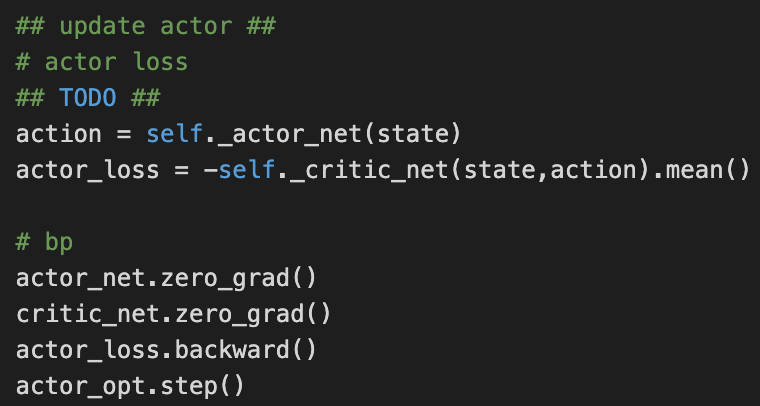 ## update actor ##
# actor loss
## TODO ##
action = self._actor_net(state)
actor_loss = -self._critic_net(state,action).mean()
# bp
actor_net.zero_grad()
critic_net.zero_grad()
actor_loss.backward()
actor_opt.step()